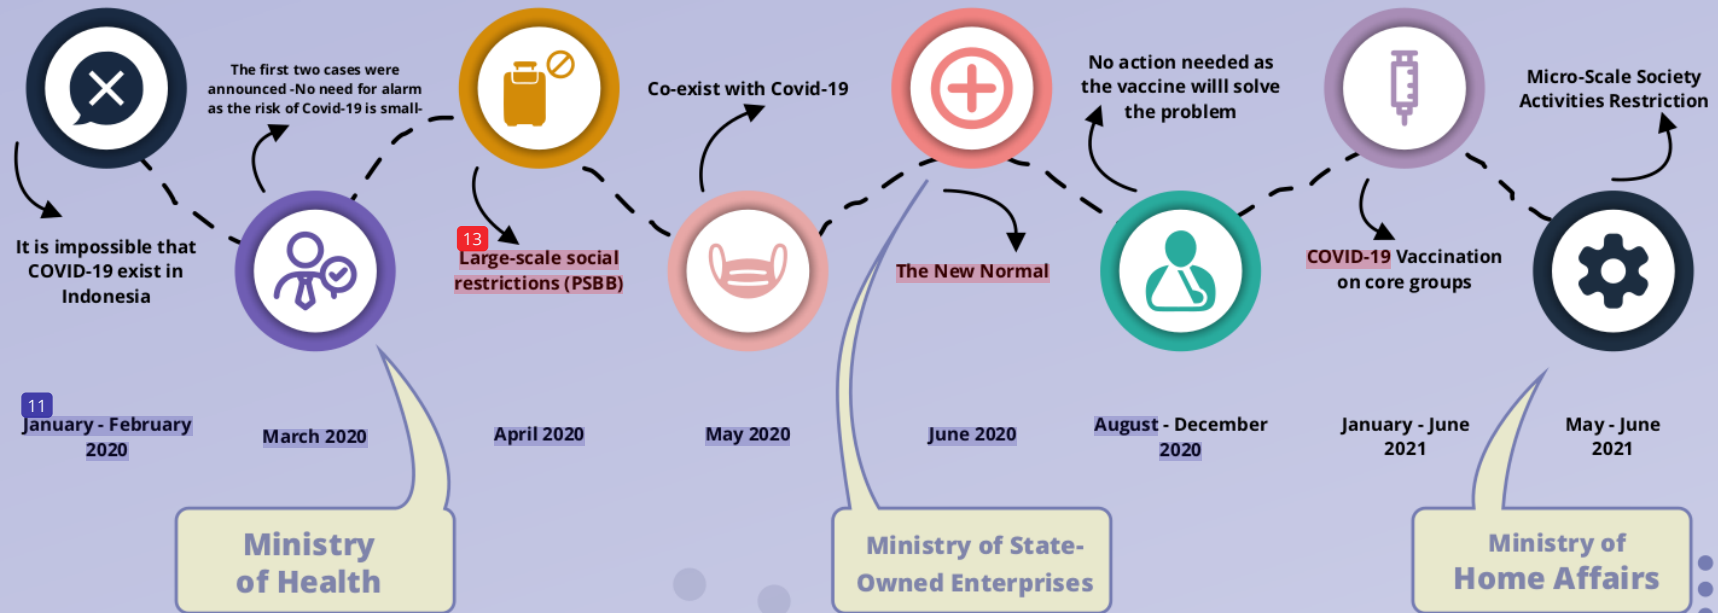 The first two cases were
announced -No need for alarm
as the risk of Covid-19 is small-
Co-exist with Covid-19
No action needed as
the vaccine willl solve
the problem
Micro-Scale Society
Activities Restriction
It is impossible that
COVID-19 exist in
Indonesia
13
Large-scale social
restrictions (PSBB)
The New Normal
COVID-19 Vaccination
on core groups
11
January - February
2020
March 2020
April 2020
May 2020
June 2020
August - December
2020
January - June
2021
May - June
2021
Ministry
of Health
Ministry of State-
Owned Enterprises
Ministry of
Home Affairs